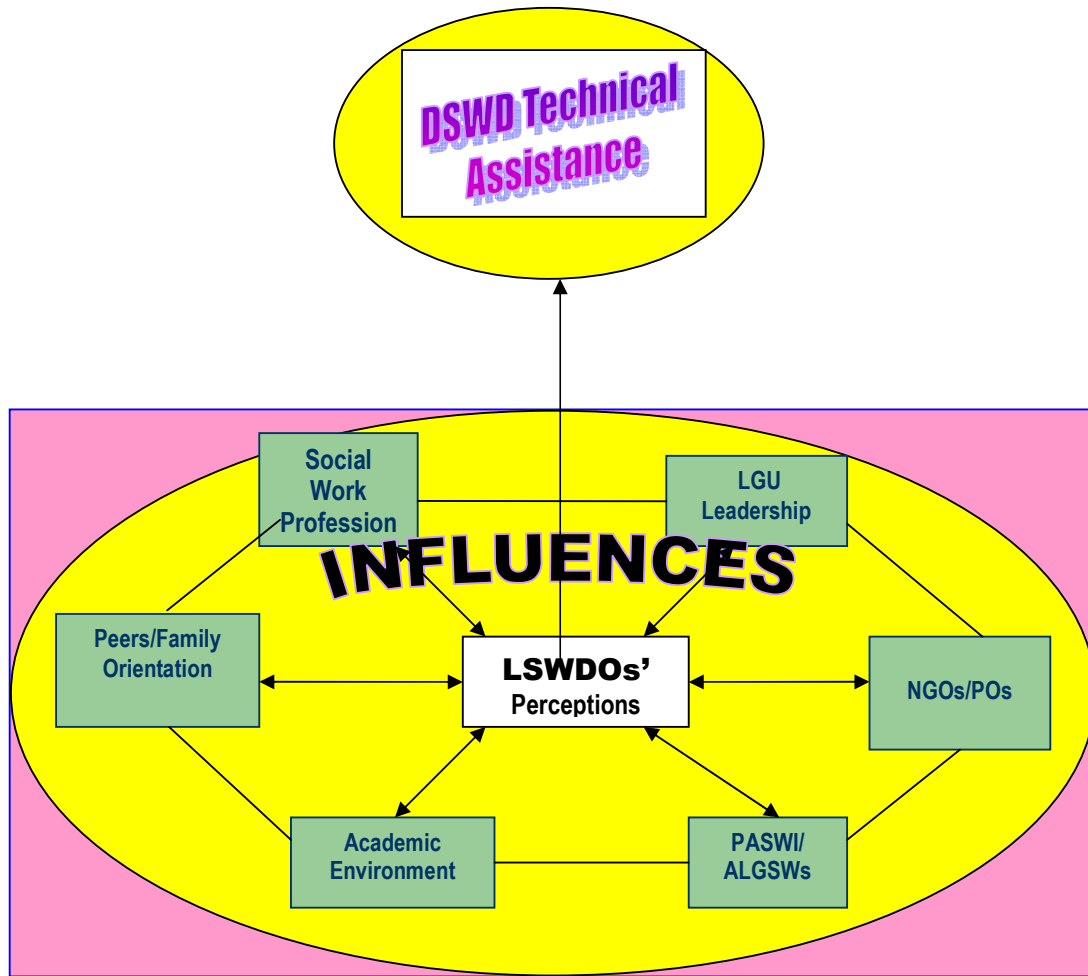 DSWD Technical
Assistance
Social
Work
Profession
LGU
Leadership
INFLUENCES
Peers/Family
Orientation
LSWDOs’
Perceptions
NGOs/POs
Academic
Environment
PASWI/
ALGSWs